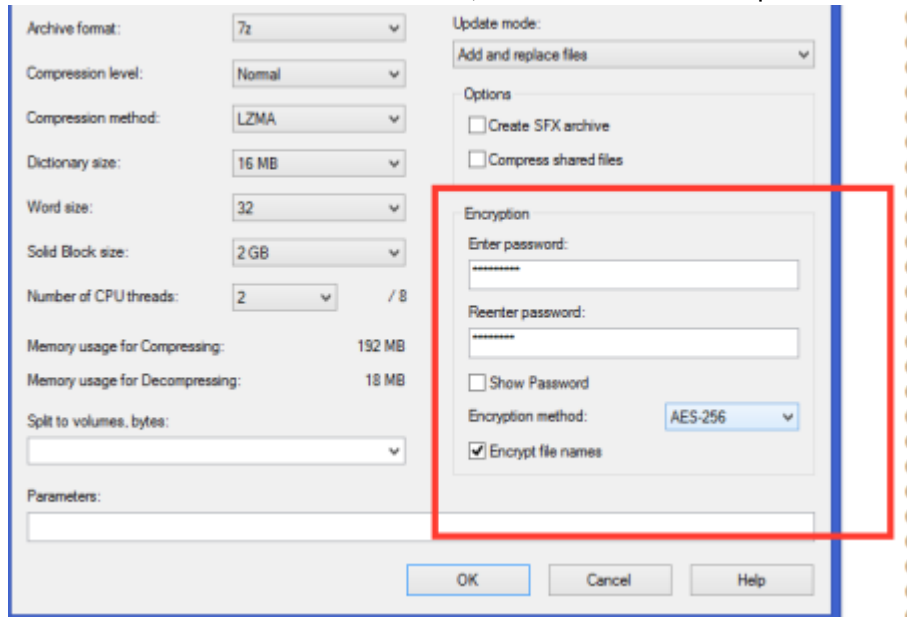 Archive format: 7z
Compression level: Normal
Compression method: LZMA
Dictionary size: 16 MB
Word size: 32
Solid Block size: 2 GB
Number of CPU threads: 2 / 8
Memory usage for Compressing: 192 MB
Memory usage for Decompressing: 18 MB
Split to volumes, bytes:
Parameters:
Update mode:
Add and replace files
Options
Create SFX archive
Compress shared files
Encryption
Enter password:
*********
Reenter password:
********
Show Password
Encryption method: AES-256
Encrypt file names
OK Cancel Help